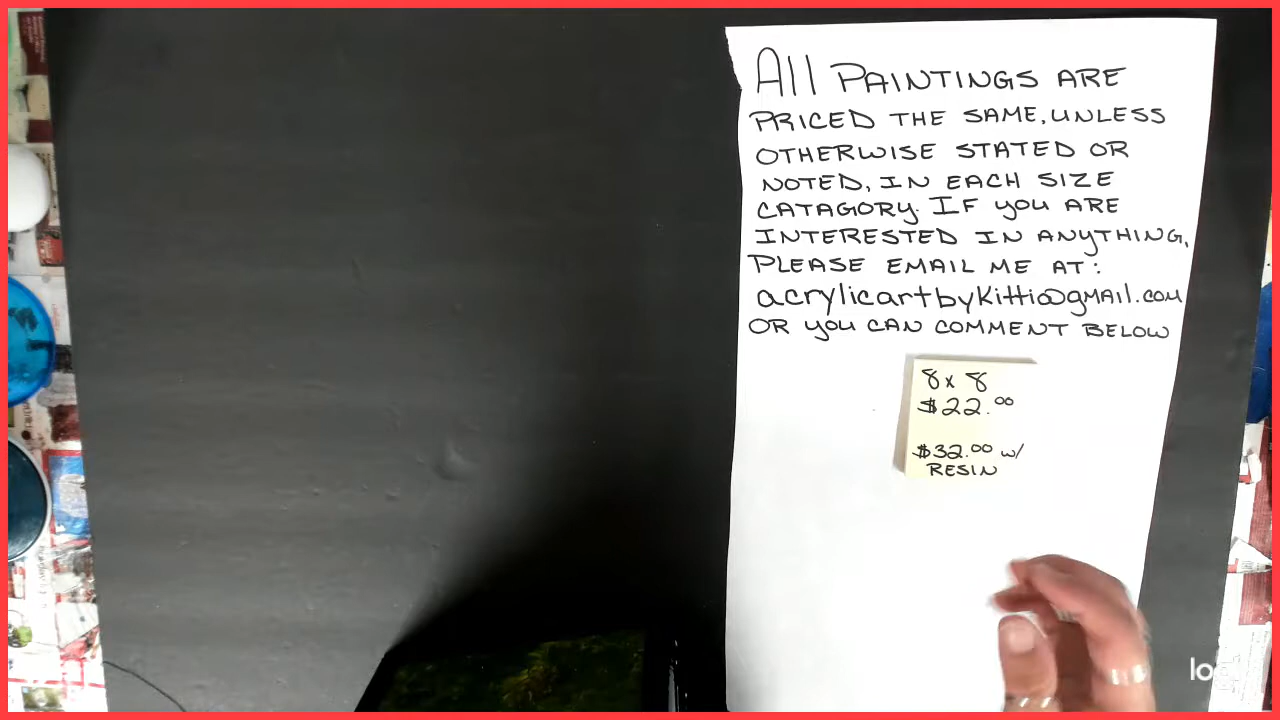 All PAINTINGS ARE
PRICED THE SAME, UNLESS
OTHERWISE STATED OR
NOTED, IN EACH SIZE
CATAGORY. IF YOU ARE
INTERESTED IN ANYTHING,
PLEASE EMAIL ME AT:
acrylicartbyKitti@gmail.com
OR YOU CAN COMMENT BELOW
8 x 8
$22.00
$32.00 w/
RESIN